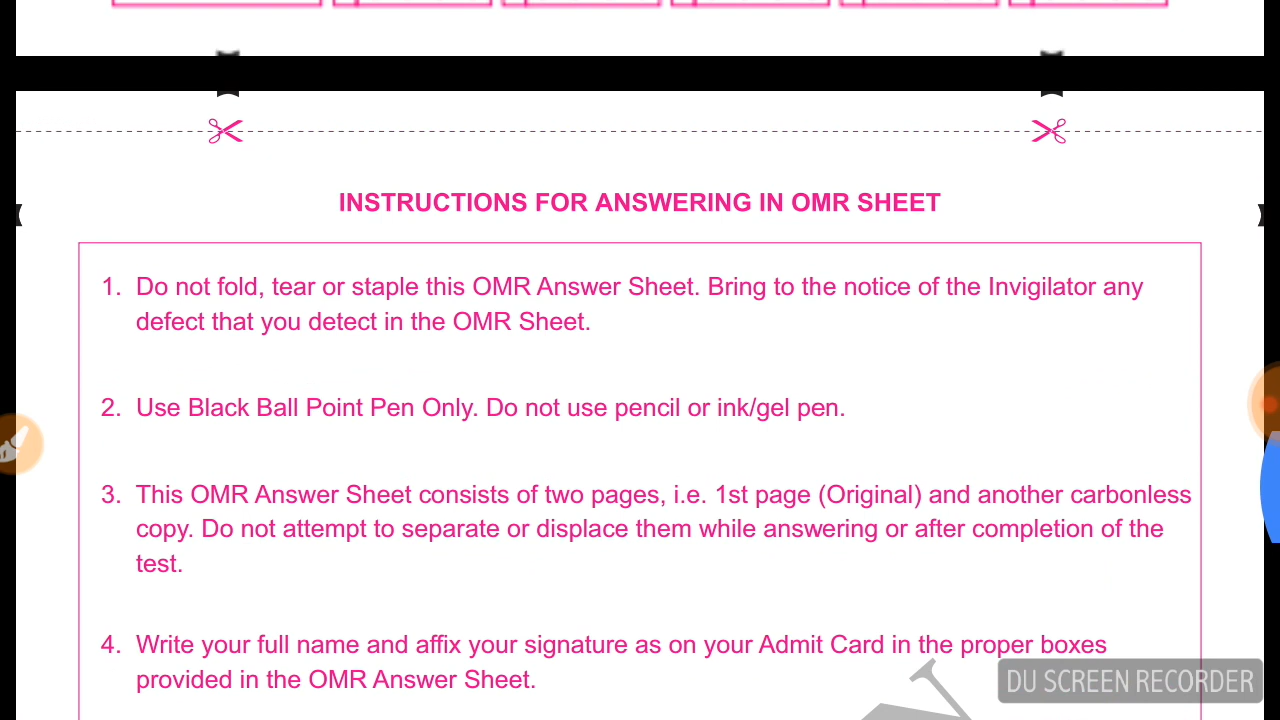 INSTRUCTIONS FOR ANSWERING IN OMR SHEET
1. Do not fold, tear or staple this OMR Answer Sheet. Bring to the notice of the Invigilator any
defect that you detect in the OMR Sheet.
2. Use Black Ball Point Pen Only. Do not use pencil or ink/gel pen.
3. This OMR Answer Sheet consists of two pages, i.e. 1st page (Original) and another carbonless
copy. Do not attempt to separate or displace them while answering or after completion of the
test.
4. Write your full name and affix your signature as on your Admit Card in the proper boxes
provided in the OMR Answer Sheet.
DU SCREEN RECORDER